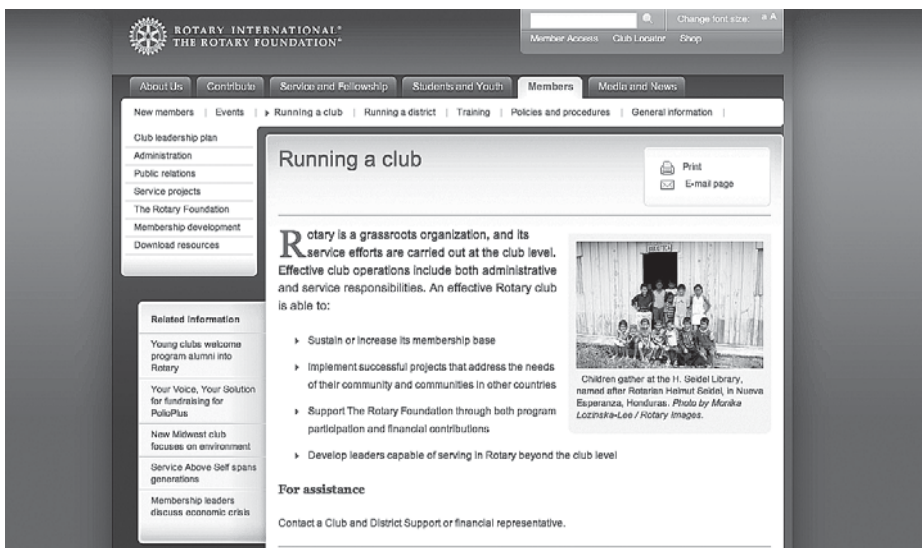 ROTARY INTERNATIONAL®
THE ROTARY FOUNDATION®
Change font size: a A
Member Access Club Locator Shop
About Us Contribute Service and Fellowship Students and Youth Members Media and News
New members | Events | Running a club | Running a district | Training | Policies and procedures | General information |
Club leadership plan
Administration
Public relations
Service projects
The Rotary Foundation
Membership development
Download resources
Related Information
Young clubs welcome
program alumni into
Rotary
Your Voice, Your Solution
for fundraising for
PolioPlus
New Midwest club
focuses on environment
Service Above Self spans
generations
Membership leaders
discuss economic crisis
Running a club
Print
E-mail page
Rotary is a grassroots organization, and its
service efforts are carried out at the club level.
Effective club operations include both administrative
and service responsibilities. An effective Rotary club
is able to:
Sustain or increase its membership base
Implement successful projects that address the needs
of their community and communities in other countries
Support The Rotary Foundation through both program
participation and financial contributions
Develop leaders capable of serving in Rotary beyond the club level
Children gather at the H. Seidel Library,
named after Rotarian Helmut Seidel, in Nueva
Esperanza, Honduras. Photo by Monika
Lozinska-Lee / Rotary Images.
For assistance
Contact a Club and District Support or financial representative.